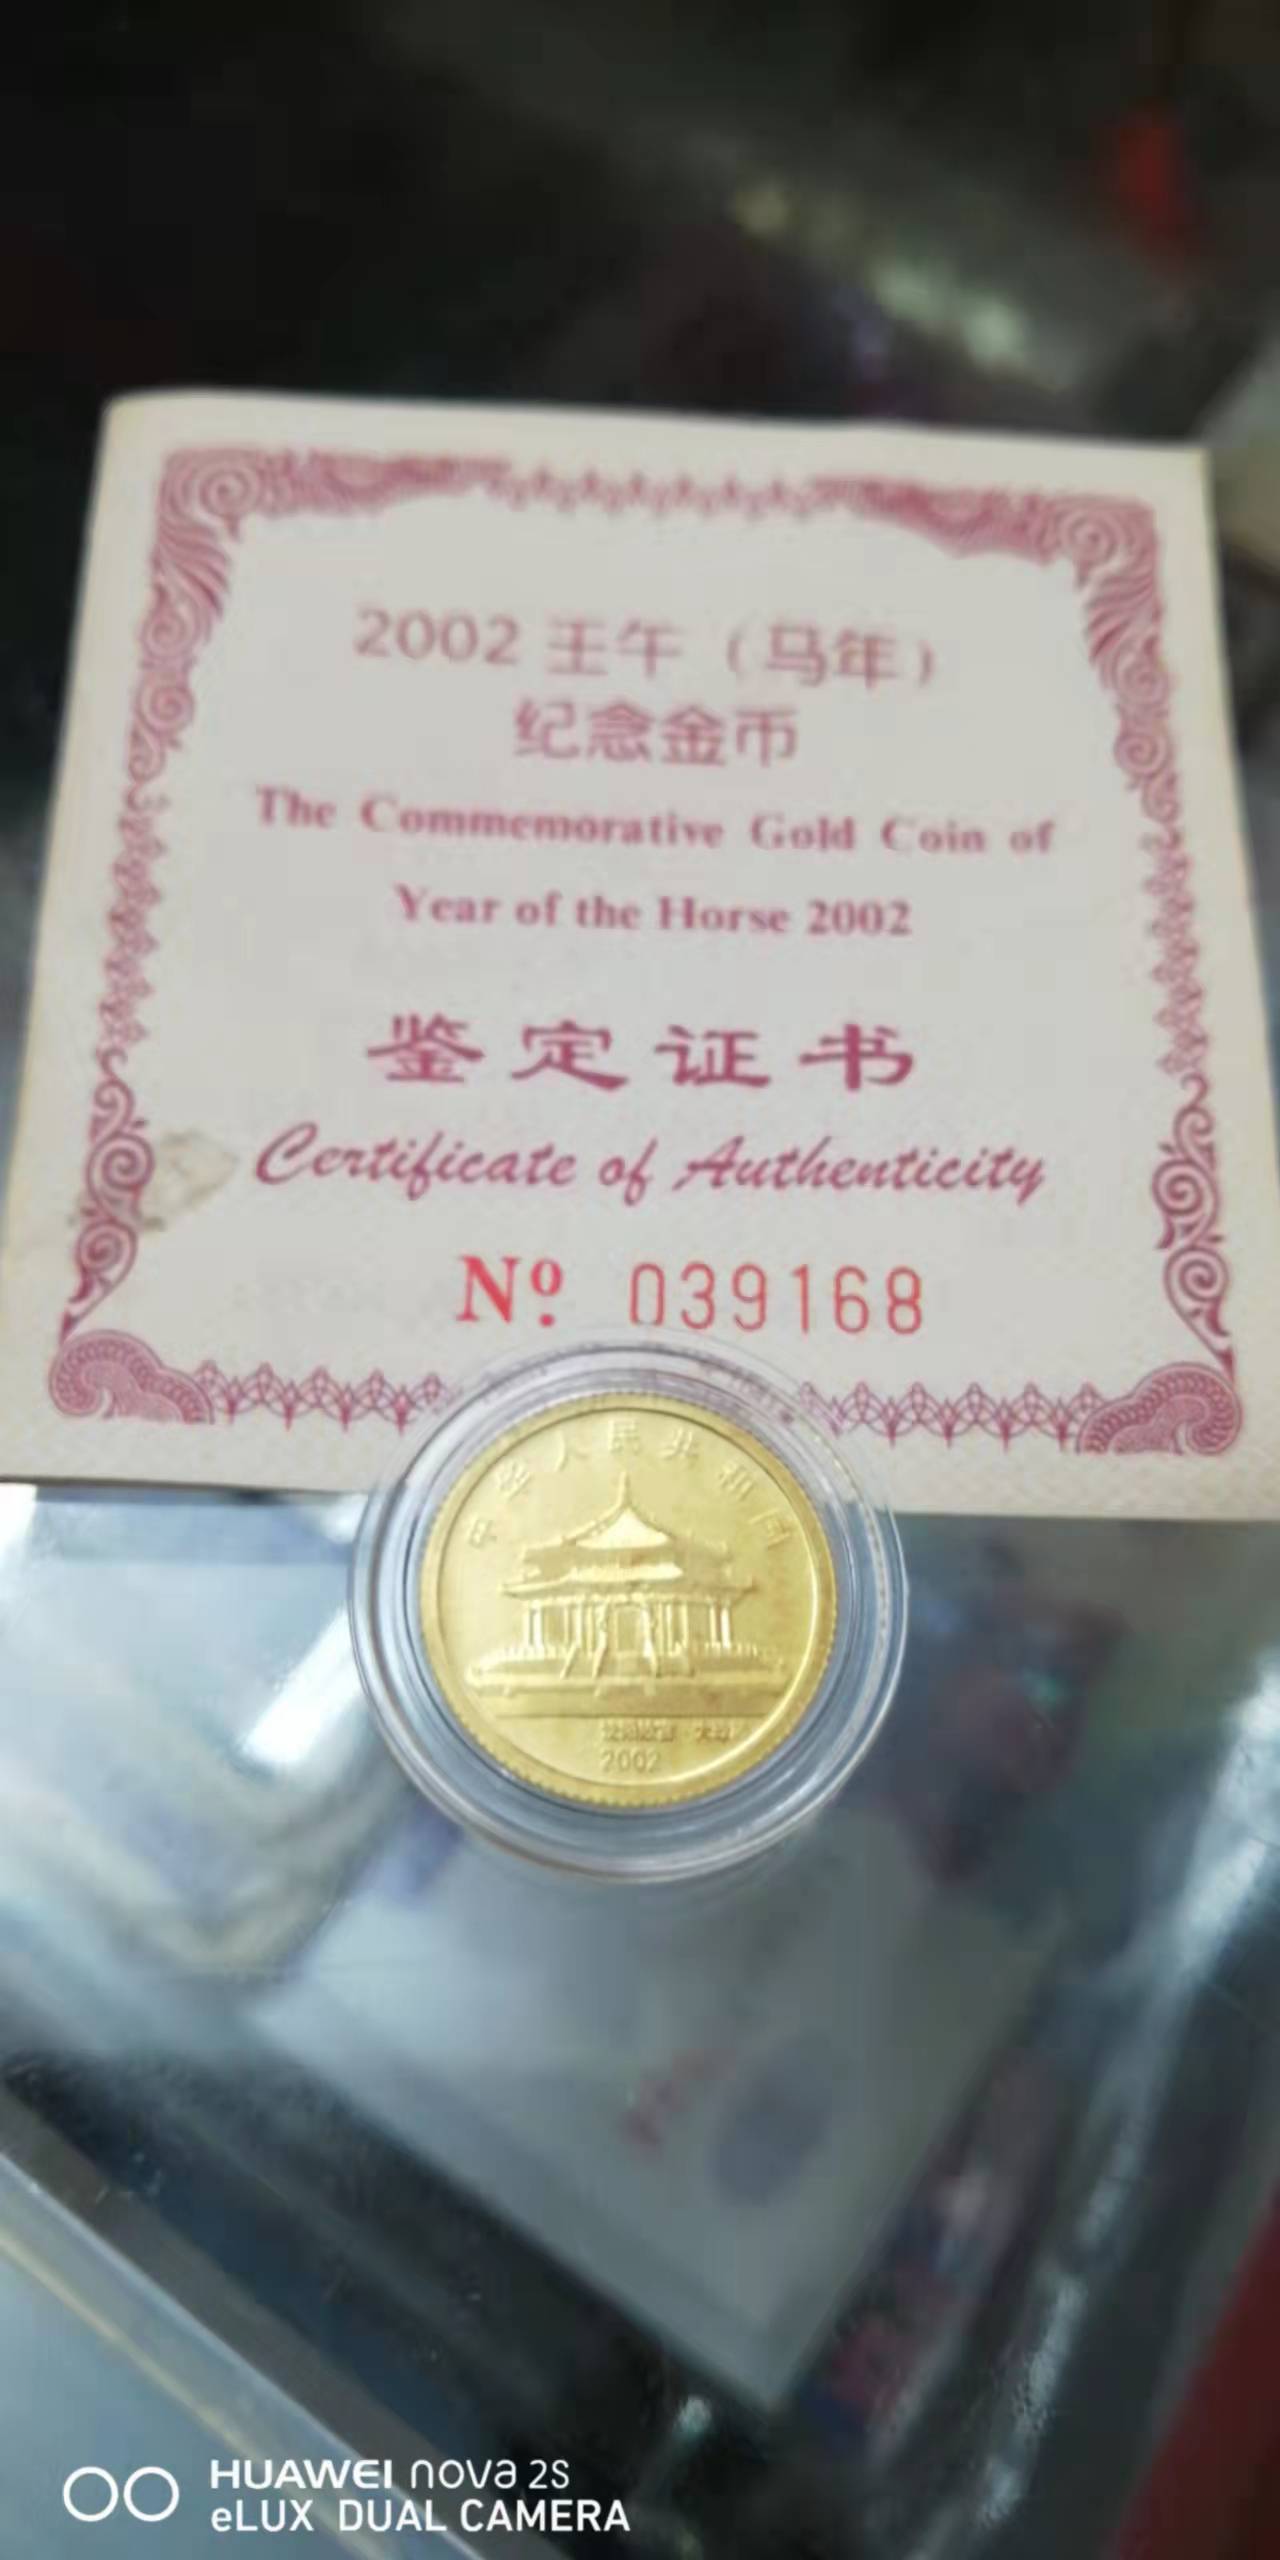 2002 壬午（马年）
纪念金币
The Commemorative Gold Coin of
Year of the Horse 2002
鉴定证书
Certificate of Authenticity
Nº 039168
中华人民共和国
2002
HUAWEI nova 2s
eLUX DUAL CAMERA